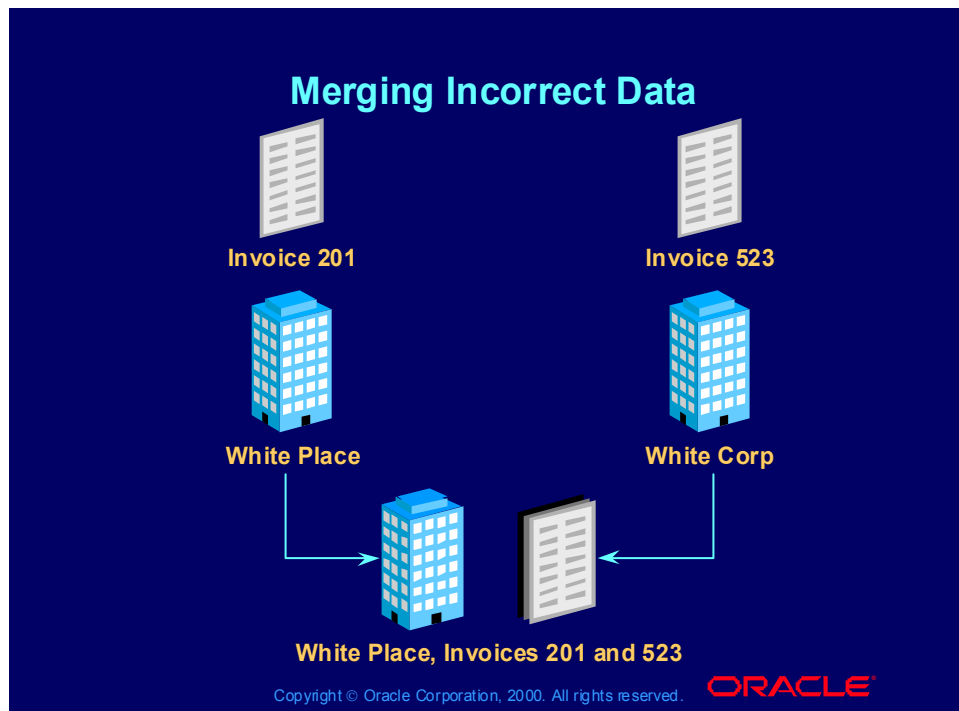 Merging Incorrect Data
Invoice 201
Invoice 523
White Place
White Corp
White Place, Invoices 201 and 523
Copyright © Oracle Corporation, 2000. All rights reserved.
ORACLE®